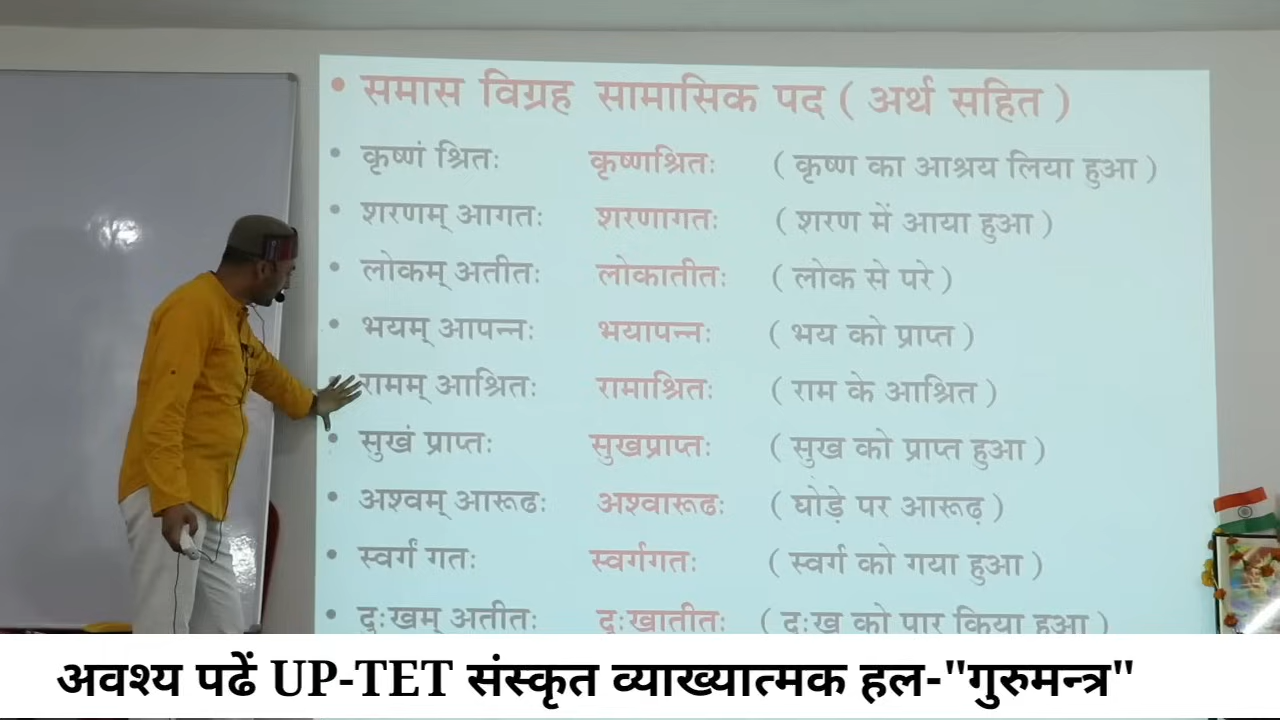 • समास विग्रह सामासिक पद ( अर्थ सहित )
• कृष्णं श्रितः कृष्णाश्रितः ( कृष्ण का आश्रय लिया हुआ )
• शरणम् आगतः शरणागतः ( शरण में आया हुआ )
• लोकम् अतीतः लोकातीतः ( लोक से परे )
• भयम् आपन्नः भयापन्नः ( भय को प्राप्त )
रामम् आश्रितः रामाश्रितः ( राम के आश्रित )
• सुखं प्राप्तः सुखप्राप्तः ( सुख को प्राप्त हुआ )
• अश्वम् आरूढः अश्वारूढः ( घोड़े पर आरूढ़ )
• स्वर्गं गतः स्वर्गगतः ( स्वर्ग को गया हुआ )
• दुःखम् अतीतः दुःखातीतः ( दुःख को पार किया हुआ )
अवश्य पढें UP-TET संस्कृत व्याख्यात्मक हल-"गुरुमन्त्र"